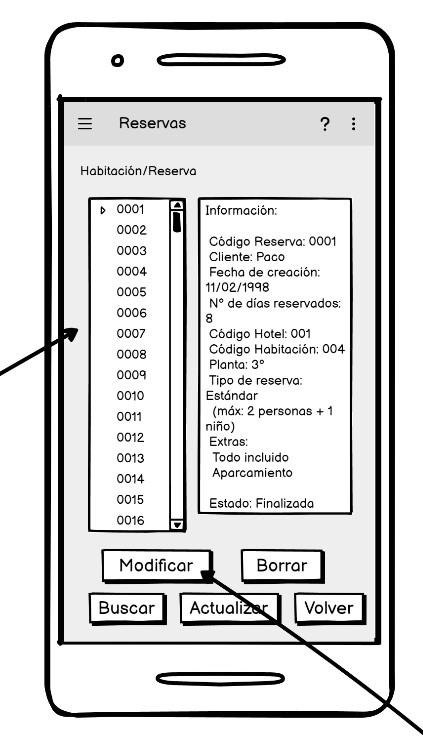 Reservas ?
Habitación/Reserva
0001
0002
0003
0004
0005
0006
0007
0008
0009
0010
0011
0012
0013
0014
0015
0016
Información:
Código Reserva: 0001
Cliente: Paco
Fecha de creación:
11/02/1998
N° de días reservados:
8
Código Hotel: 001
Código Habitación: 004
Planta: 3°
Tipo de reserva:
Estándar
(máx: 2 personas + 1
niño)
Extras:
Todo incluido
Aparcamiento
Estado: Finalizada
Modificar Borrar
Buscar Actualizar Volver